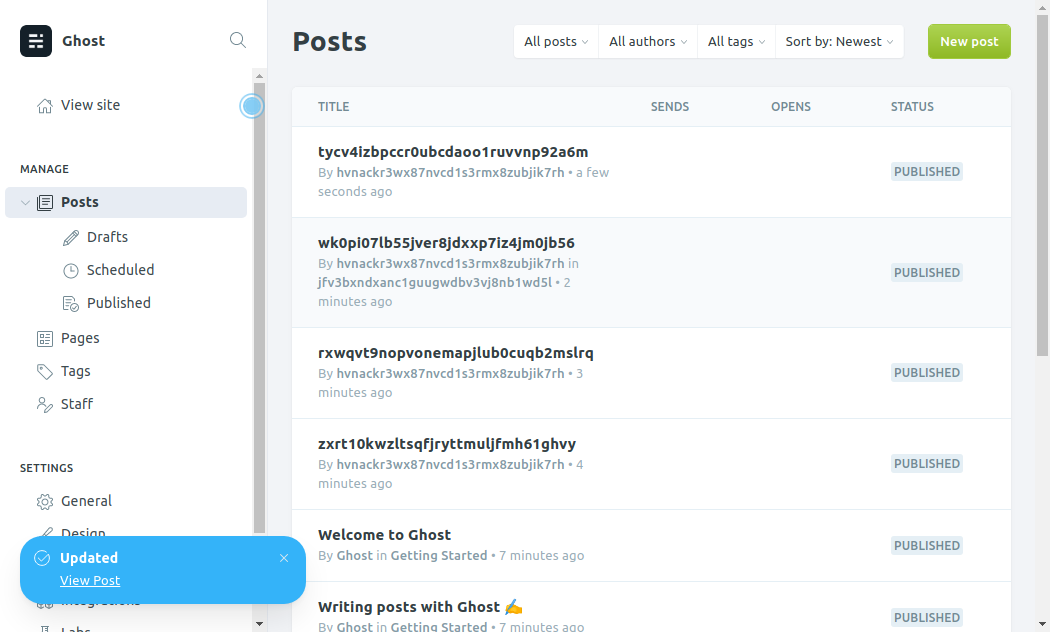 Ghost
View site
MANAGE
Posts
Drafts
Scheduled
Published
Pages
Tags
Staff
SETTINGS
General
Design
Updated
View Post
Integrations
Labs
Posts
All posts
All authors
All tags
Sort by: Newest
New post
TITLE SENDS OPENS STATUS
tycv4izbpccr0ubcdaoo1ruvvnp92a6m
By hvnackr3wx87nvcd1s3rmx8zubjik7rh • a few
seconds ago
PUBLISHED
wk0pi07lb55jver8jdxxp7iz4jm0jb56
By hvnackr3wx87nvcd1s3rmx8zubjik7rh in
jfv3bxndxanc1guugwdbv3vj8nb1wd5l • 2
minutes ago
PUBLISHED
rxwqvt9nopvonemapjlub0cuqb2mslrq
By hvnackr3wx87nvcd1s3rmx8zubjik7rh • 3
minutes ago
PUBLISHED
zxrt10kwzltsqfjryttmuljfmh61ghvy
By hvnackr3wx87nvcd1s3rmx8zubjik7rh • 4
minutes ago
PUBLISHED
Welcome to Ghost
By Ghost in Getting Started • 7 minutes ago
PUBLISHED
Writing posts with Ghost ✍️
By Ghost in Getting Started • 7 minutes ago
PUBLISHED